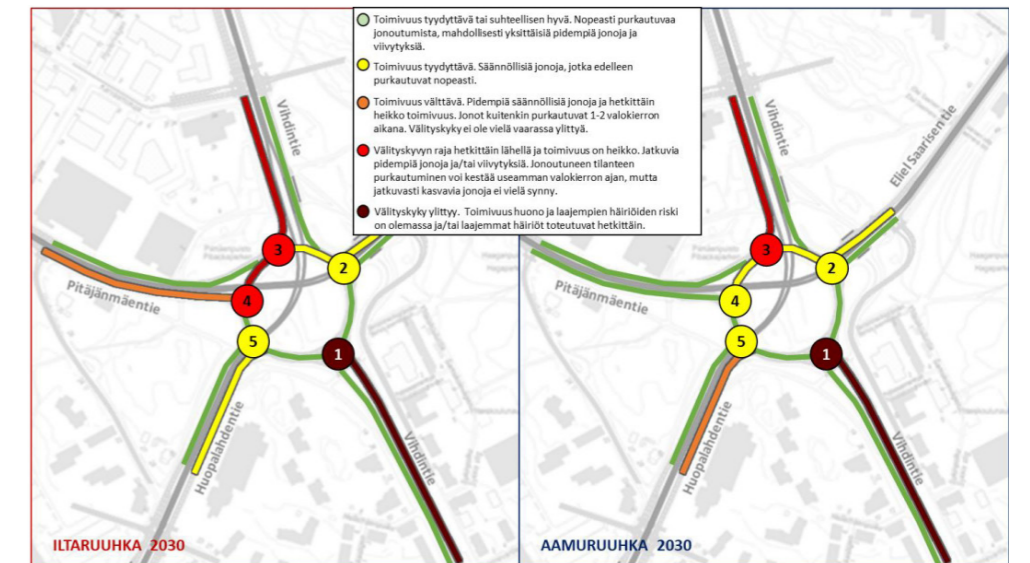 Toimivuus tyydyttävä tai suhteellisen hyvä. Nopeasti purkautuvaa
jonoutumista, mahdollisesti yksittäisiä pidempiä jonoja ja
viivytyksiä.
Toimivuus tyydyttävä. Säännöllisiä jonoja, jotka edelleen
purkautuvat nopeasti.
Toimivuus välttävä. Pidempiä säännöllisiä jonoja ja hetkittäin
heikko toimivuus. Jonot kuitenkin purkautuvat 1-2 valokierron
aikana. Välityskyky ei ole vielä vaarassa ylittyä.
Välityskyvyn raja hetkittäin lähellä ja toimivuus on heikko. Jatkuvia
pidempiä jonoja ja/tai viivytyksiä. Jonoutuneen tilanteen
purkautuminen voi kestää useamman valokierron ajan, mutta
jatkuvasti kasvavia jonoja ei vielä synny.
Välityskyky ylittyy. Toimivuus huono ja laajempien häiriöiden riski
on olemassa ja/tai laajemmat häiriöt toteutuvat hetkittäin.
Vihdintie
3
2
4
Pitäjänmäentie
5
1
Huopalahdentie
Vihdintie
ILTARUUHKA 2030
Vihdintie
Eliel Saarisen tie
3
2
4
Pitäjänmäentie
5
1
Huopalahdentie
Vihdintie
AAMURUUHKA 2030